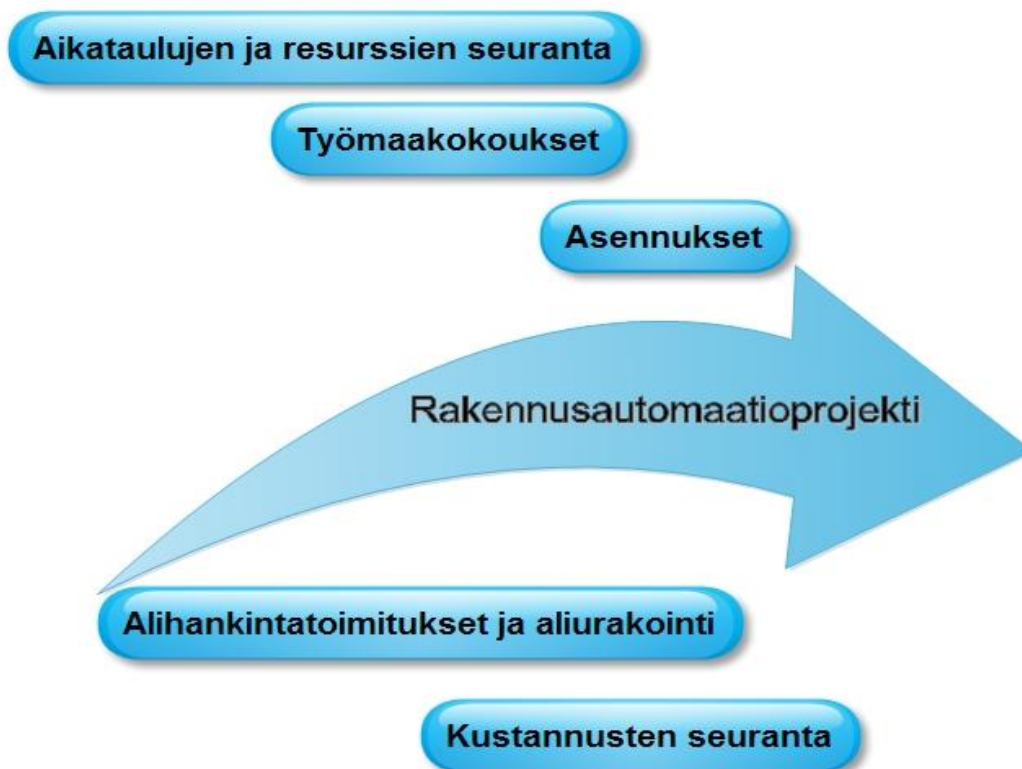 Aikataulujen ja resurssien seuranta
Työmaakokoukset
Asennukset
Rakennusautomaatioprojekti
Alihankintatoimitukset ja aliurakointi
Kustannusten seuranta